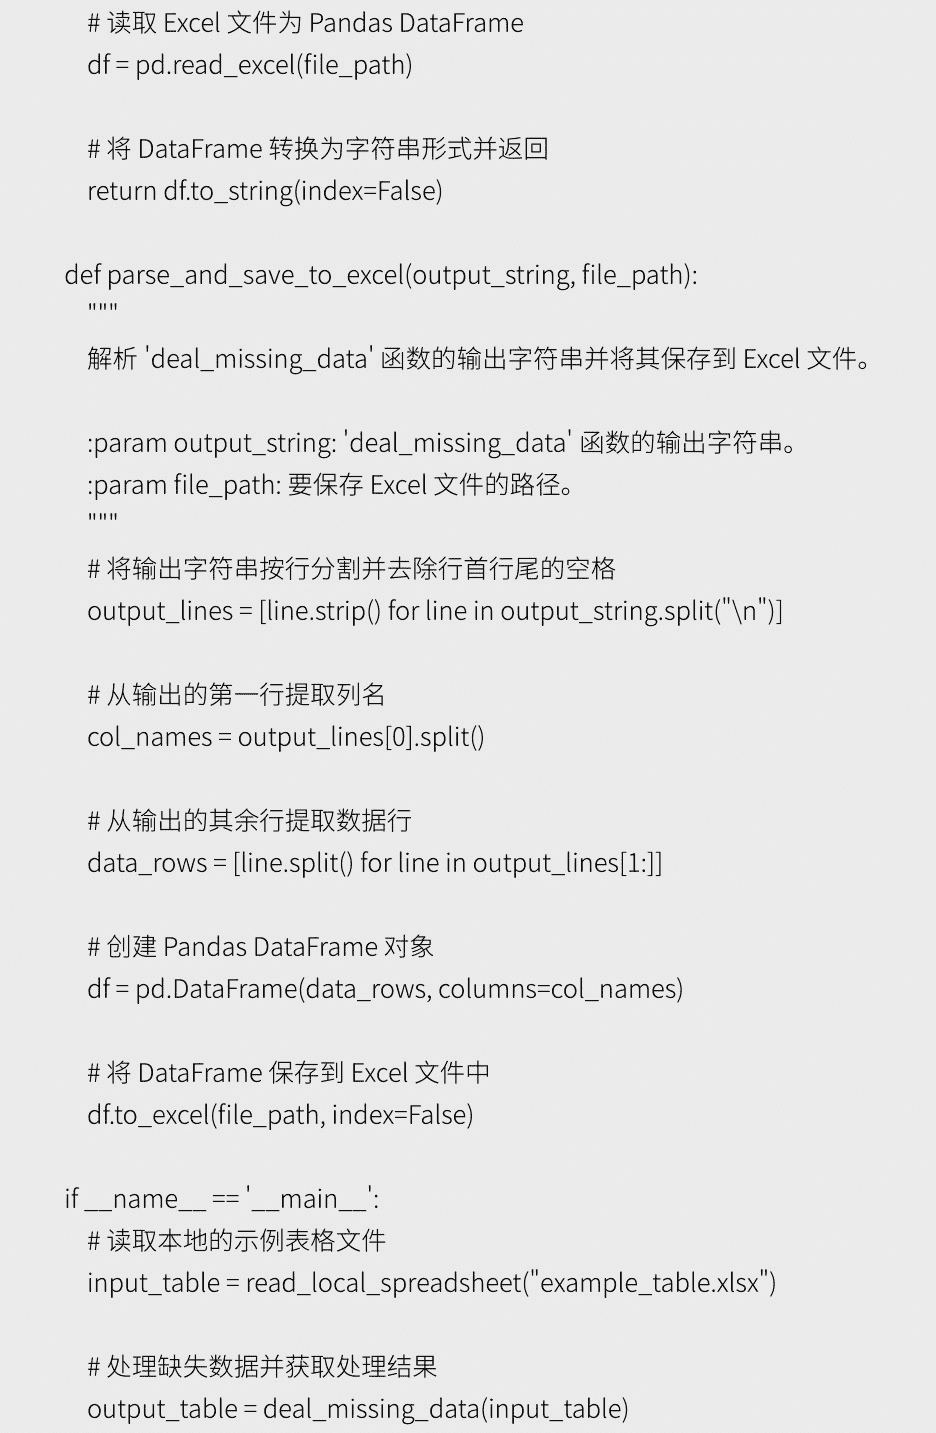 # 读取 Excel 文件为 Pandas DataFrame
df = pd.read_excel(file_path)
# 将 DataFrame 转换为字符串形式并返回
return df.to_string(index=False)
def parse_and_save_to_excel(output_string, file_path):
"""
解析 'deal_missing_data' 函数的输出字符串并将其保存到 Excel 文件。
:param output_string: 'deal_missing_data' 函数的输出字符串。
:param file_path: 要保存 Excel 文件的路径。
"""
# 将输出字符串按行分割并去除行首行尾的空格
output_lines = [line.strip() for line in output_string.split("\n")]
# 从输出的第一行提取列名
col_names = output_lines[0].split()
# 从输出的其余行提取数据行
data_rows = [line.split() for line in output_lines[1:]]
# 创建 Pandas DataFrame 对象
df = pd.DataFrame(data_rows, columns=col_names)
# 将 DataFrame 保存到 Excel 文件中
df.to_excel(file_path, index=False)
if __name__ == '__main__':
# 读取本地的示例表格文件
input_table = read_local_spreadsheet("example_table.xlsx")
# 处理缺失数据并获取处理结果
output_table = deal_missing_data(input_table)